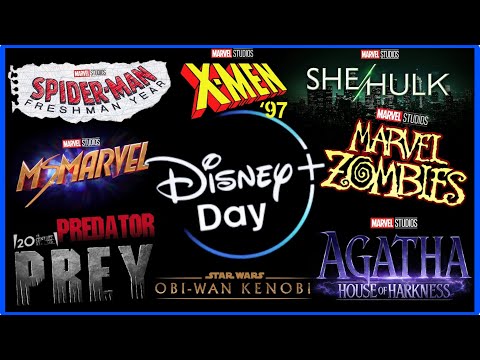 MARVEL STUDIOS
SPIDER-MAN
FRESHMAN YEAR
MARVEL STUDIOS
X-MEN
'97
MARVEL STUDIOS
SHE/HULK
MARVEL STUDIOS
MS MARVEL
Disney+
Day
MARVEL STUDIOS
MARVEL
ZOMBIES
PREDATOR
20
PREY
STAR WARS
OBI-WAN KENOBI
MARVEL STUDIOS
AGATHA
HOUSE OF HARKNESS